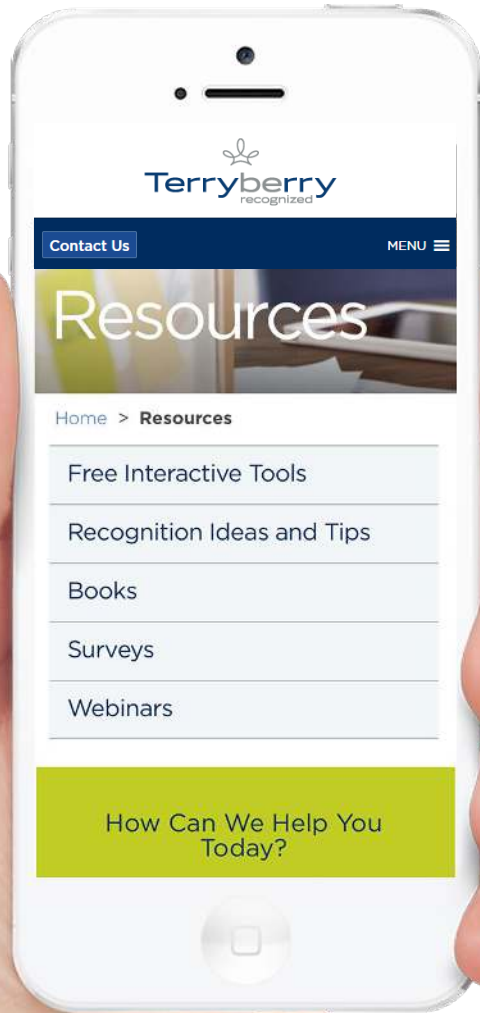 Terryberry
recognized
Contact Us
MENU
Resources
Home > Resources
Free Interactive Tools
Recognition Ideas and Tips
Books
Surveys
Webinars
How Can We Help You
Today?